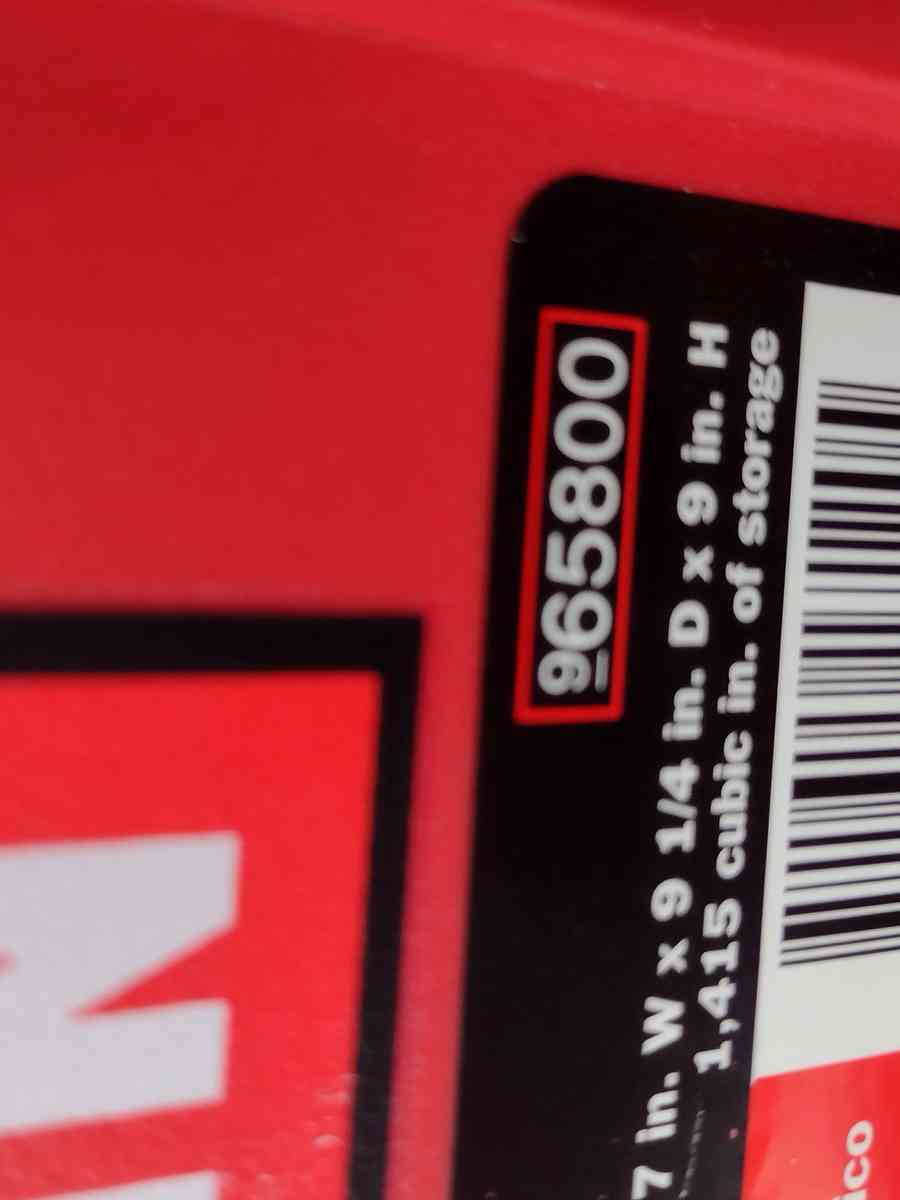 965800
7 in. W x 9 1/4 in. D x 9 in. H
1,415 cubic in. of storage